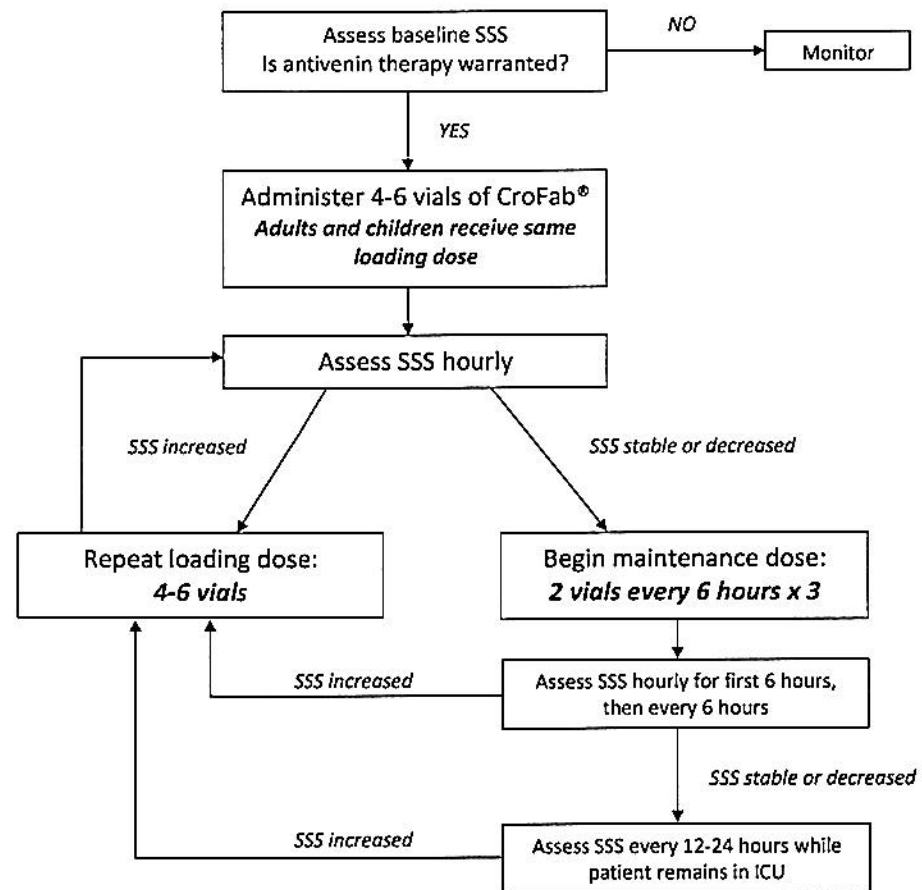 Assess baseline SSS
Is antivenin therapy warranted?
NO
Monitor
YES
Administer 4-6 vials of CroFab®
Adults and children receive same
loading dose
Assess SSS hourly
SSS increased
SSS stable or decreased
Repeat loading dose:
4-6 vials
Begin maintenance dose:
2 vials every 6 hours x 3
SSS increased
Assess SSS hourly for first 6 hours,
then every 6 hours
SSS stable or decreased
SSS increased
Assess SSS every 12-24 hours while
patient remains in ICU